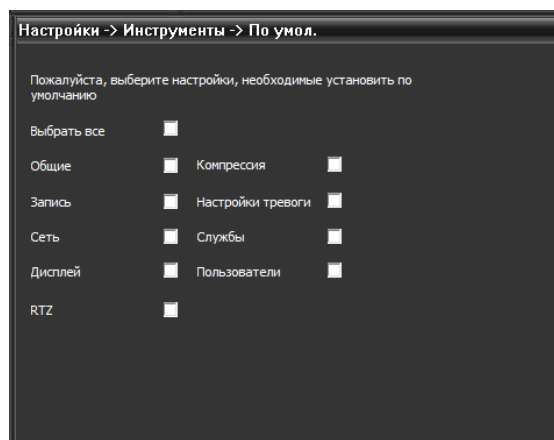 Настройки -> Инструменты -> По умол.
Пожалуйста, выберите настройки, необходимые установить по
умолчанию
Выбрать все
Общие Компрессия
Запись Настройки тревоги
Сеть Службы
Дисплей Пользователи
RTZ